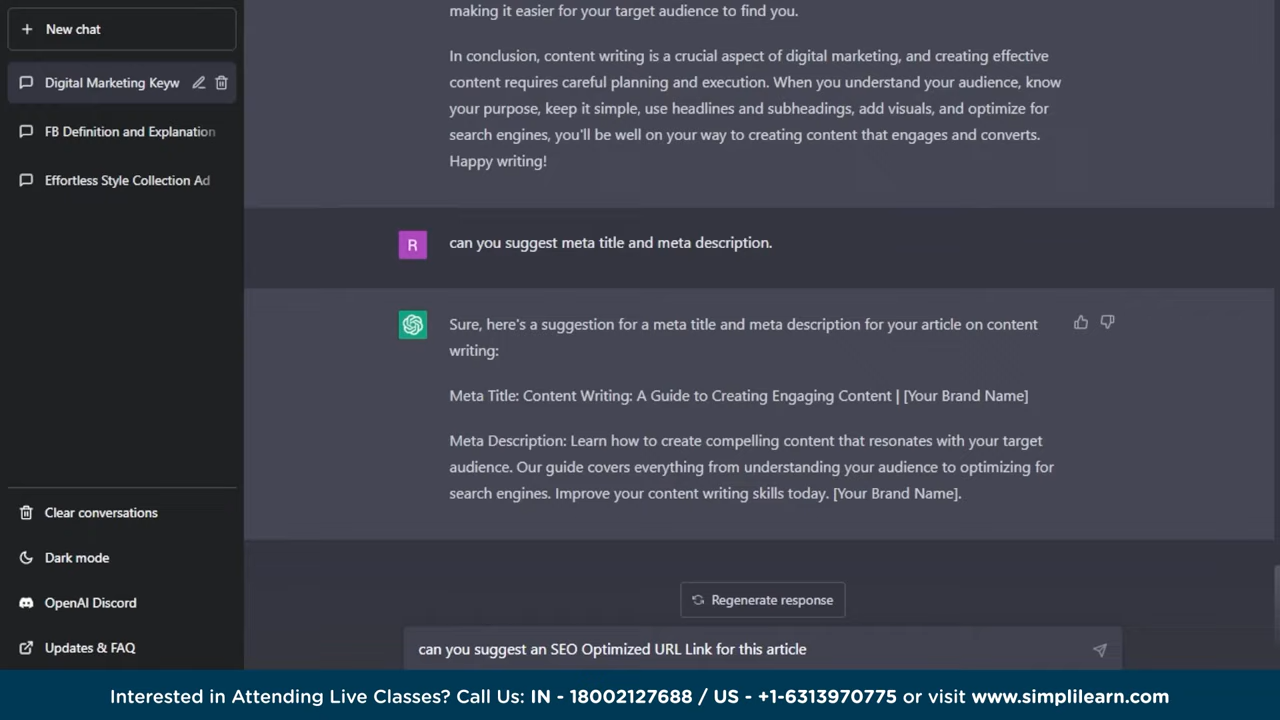 New chat
Digital Marketing Keyw
FB Definition and Explanation
Effortless Style Collection Ad
Clear conversations
Dark mode
OpenAI Discord
Updates & FAQ
making it easier for your target audience to find you.
In conclusion, content writing is a crucial aspect of digital marketing, and creating effective
content requires careful planning and execution. When you understand your audience, know
your purpose, keep it simple, use headlines and subheadings, add visuals, and optimize for
search engines, you'll be well on your way to creating content that engages and converts.
Happy writing!
R
can you suggest meta title and meta description.
Sure, here's a suggestion for a meta title and meta description for your article on content
writing:
Meta Title: Content Writing: A Guide to Creating Engaging Content | [Your Brand Name]
Meta Description: Learn how to create compelling content that resonates with your target
audience. Our guide covers everything from understanding your audience to optimizing for
search engines. Improve your content writing skills today. [Your Brand Name].
Regenerate response
can you suggest an SEO Optimized URL Link for this article
Interested in Attending Live Classes? Call Us: IN - 18002127688 / US - +1-6313970775 or visit www.simplilearn.com